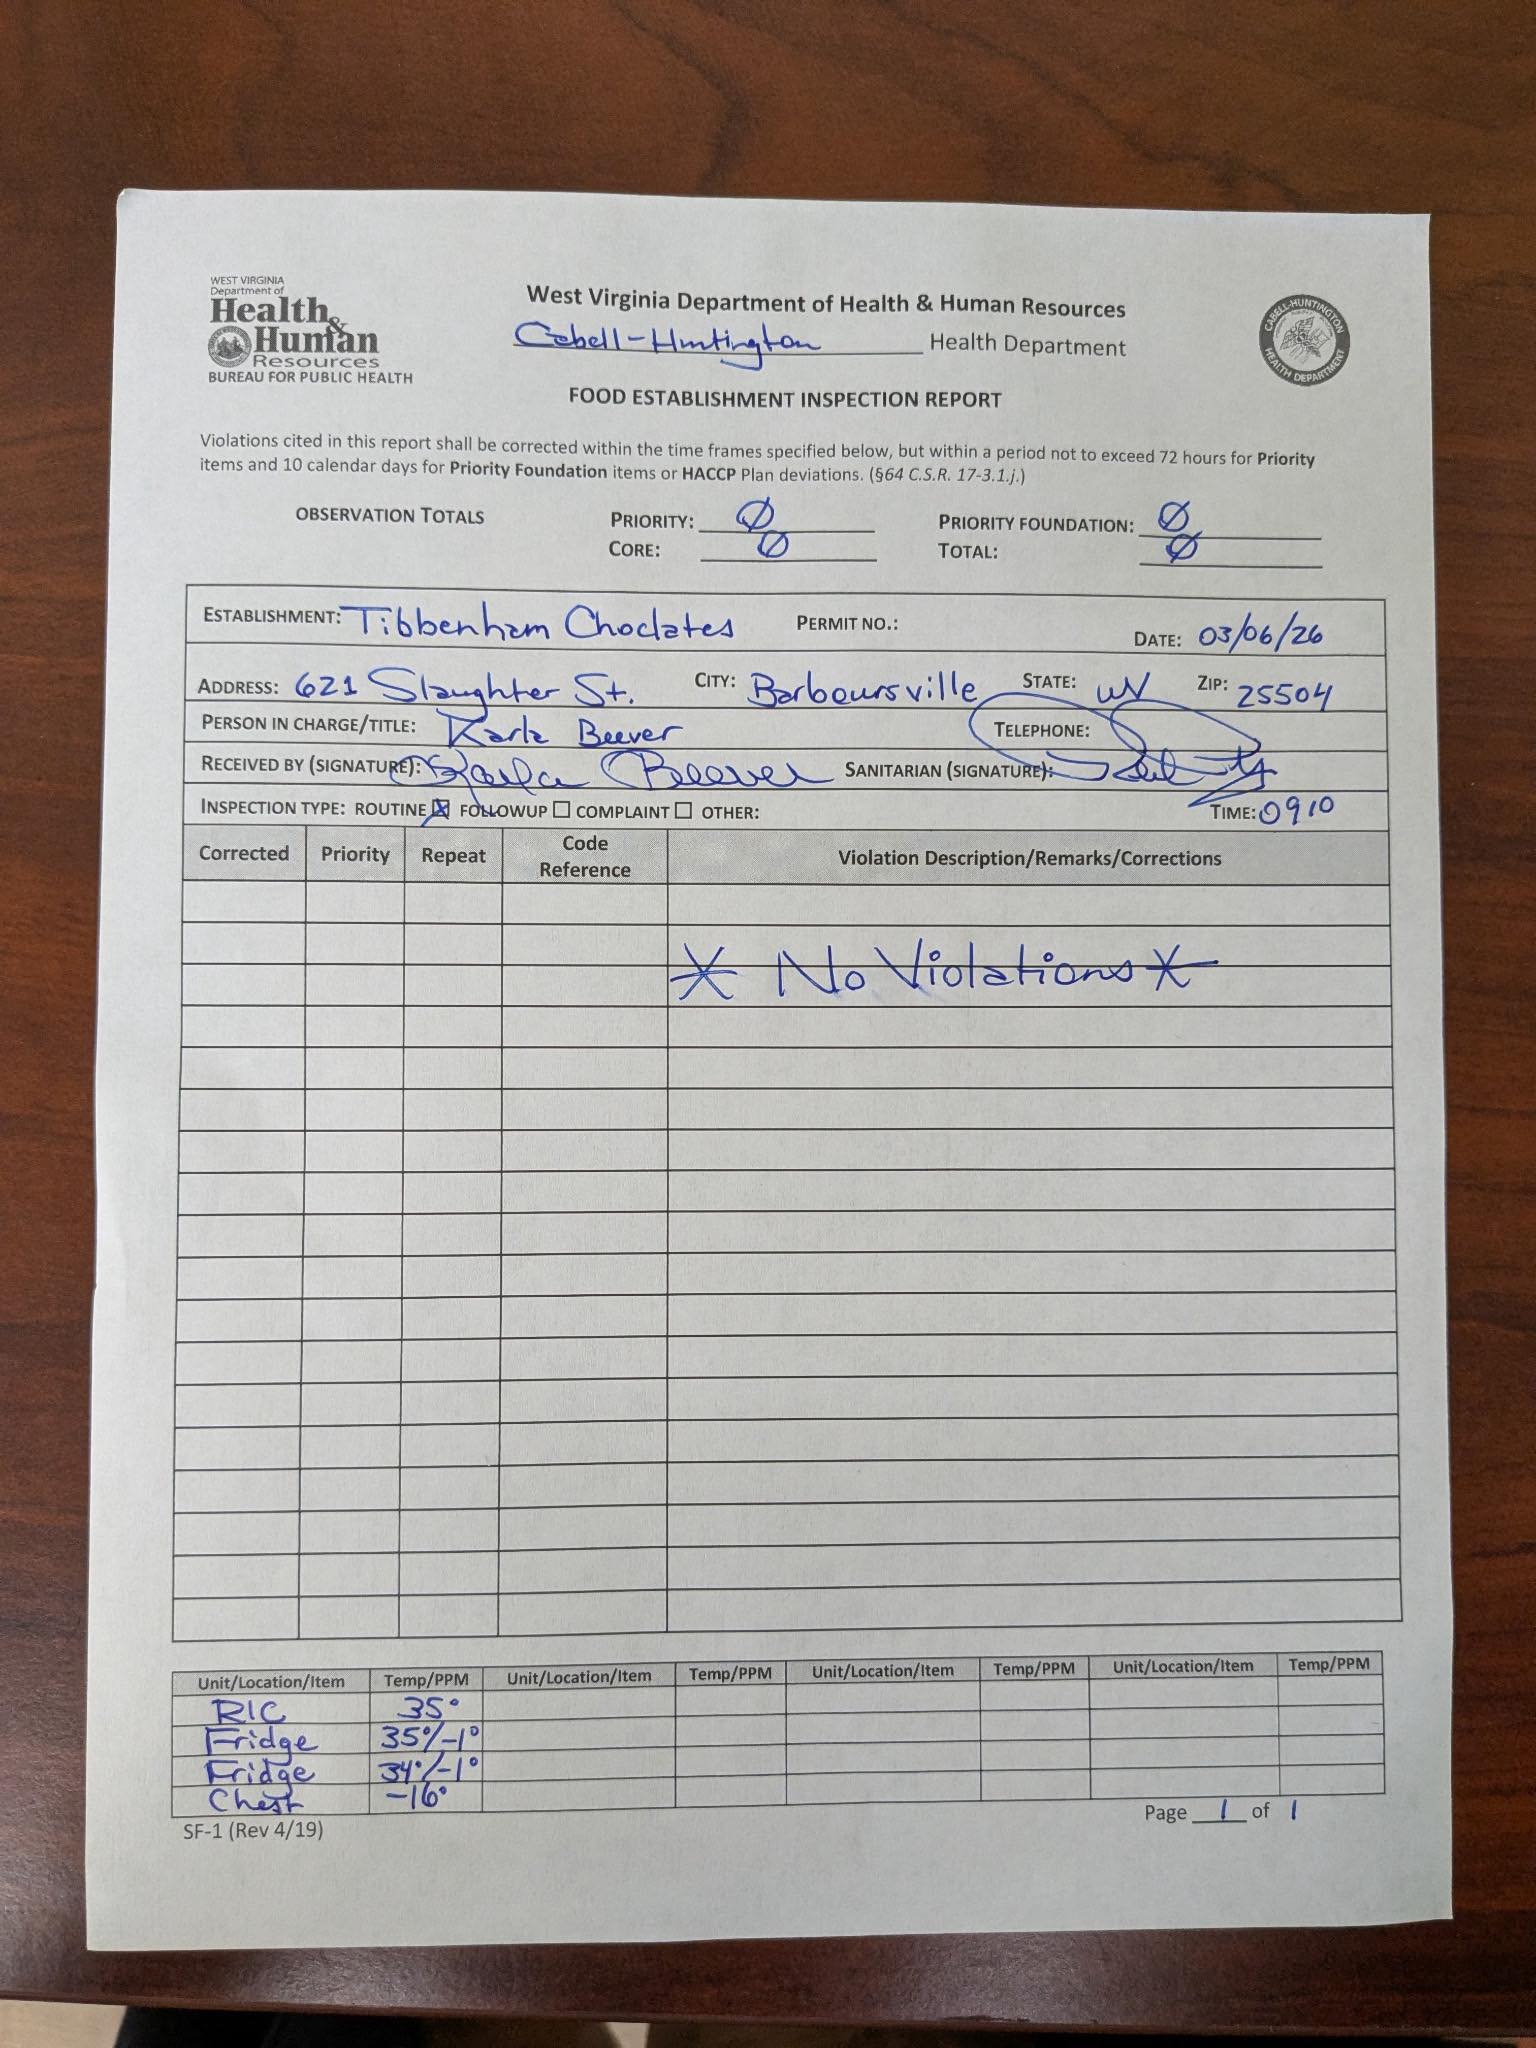 WEST VIRGINIA
Department of
Health &
Human
Resources
BUREAU FOR PUBLIC HEALTH
West Virginia Department of Health & Human Resources
Cabell-Huntington Health Department
FOOD ESTABLISHMENT INSPECTION REPORT
CABELL-HUNTINGTON HEALTH DEPARTMENT
Violations cited in this report shall be corrected within the time frames specified below, but within a period not to exceed 72 hours for Priority
items and 10 calendar days for Priority Foundation items or HACCP Plan deviations. (§64 C.S.R. 17-3.1.j.)
OBSERVATION TOTALS PRIORITY: Ø PRIORITY FOUNDATION: Ø
CORE: Ø TOTAL: Ø
ESTABLISHMENT: Tibbenham Choclates PERMIT NO.: DATE: 03/06/26
ADDRESS: 621 Slaughter St. CITY: Barboursville STATE: WV ZIP: 25504
PERSON IN CHARGE/TITLE: Karla Beever TELEPHONE:
RECEIVED BY (SIGNATURE): Karla Beever SANITARIAN (SIGNATURE):
INSPECTION TYPE: ROUTINE ☒ FOLLOWUP ☐ COMPLAINT ☐ OTHER: TIME: 0910
Corrected Priority Repeat Code Reference Violation Description/Remarks/Corrections
* No Violations *
Unit/Location/Item Temp/PPM Unit/Location/Item Temp/PPM Unit/Location/Item Temp/PPM Unit/Location/Item Temp/PPM
RIC 35°
Fridge 35°/-1°
Fridge 34°/-1°
Chest -16°
SF-1 (Rev 4/19)
Page 1 of 1